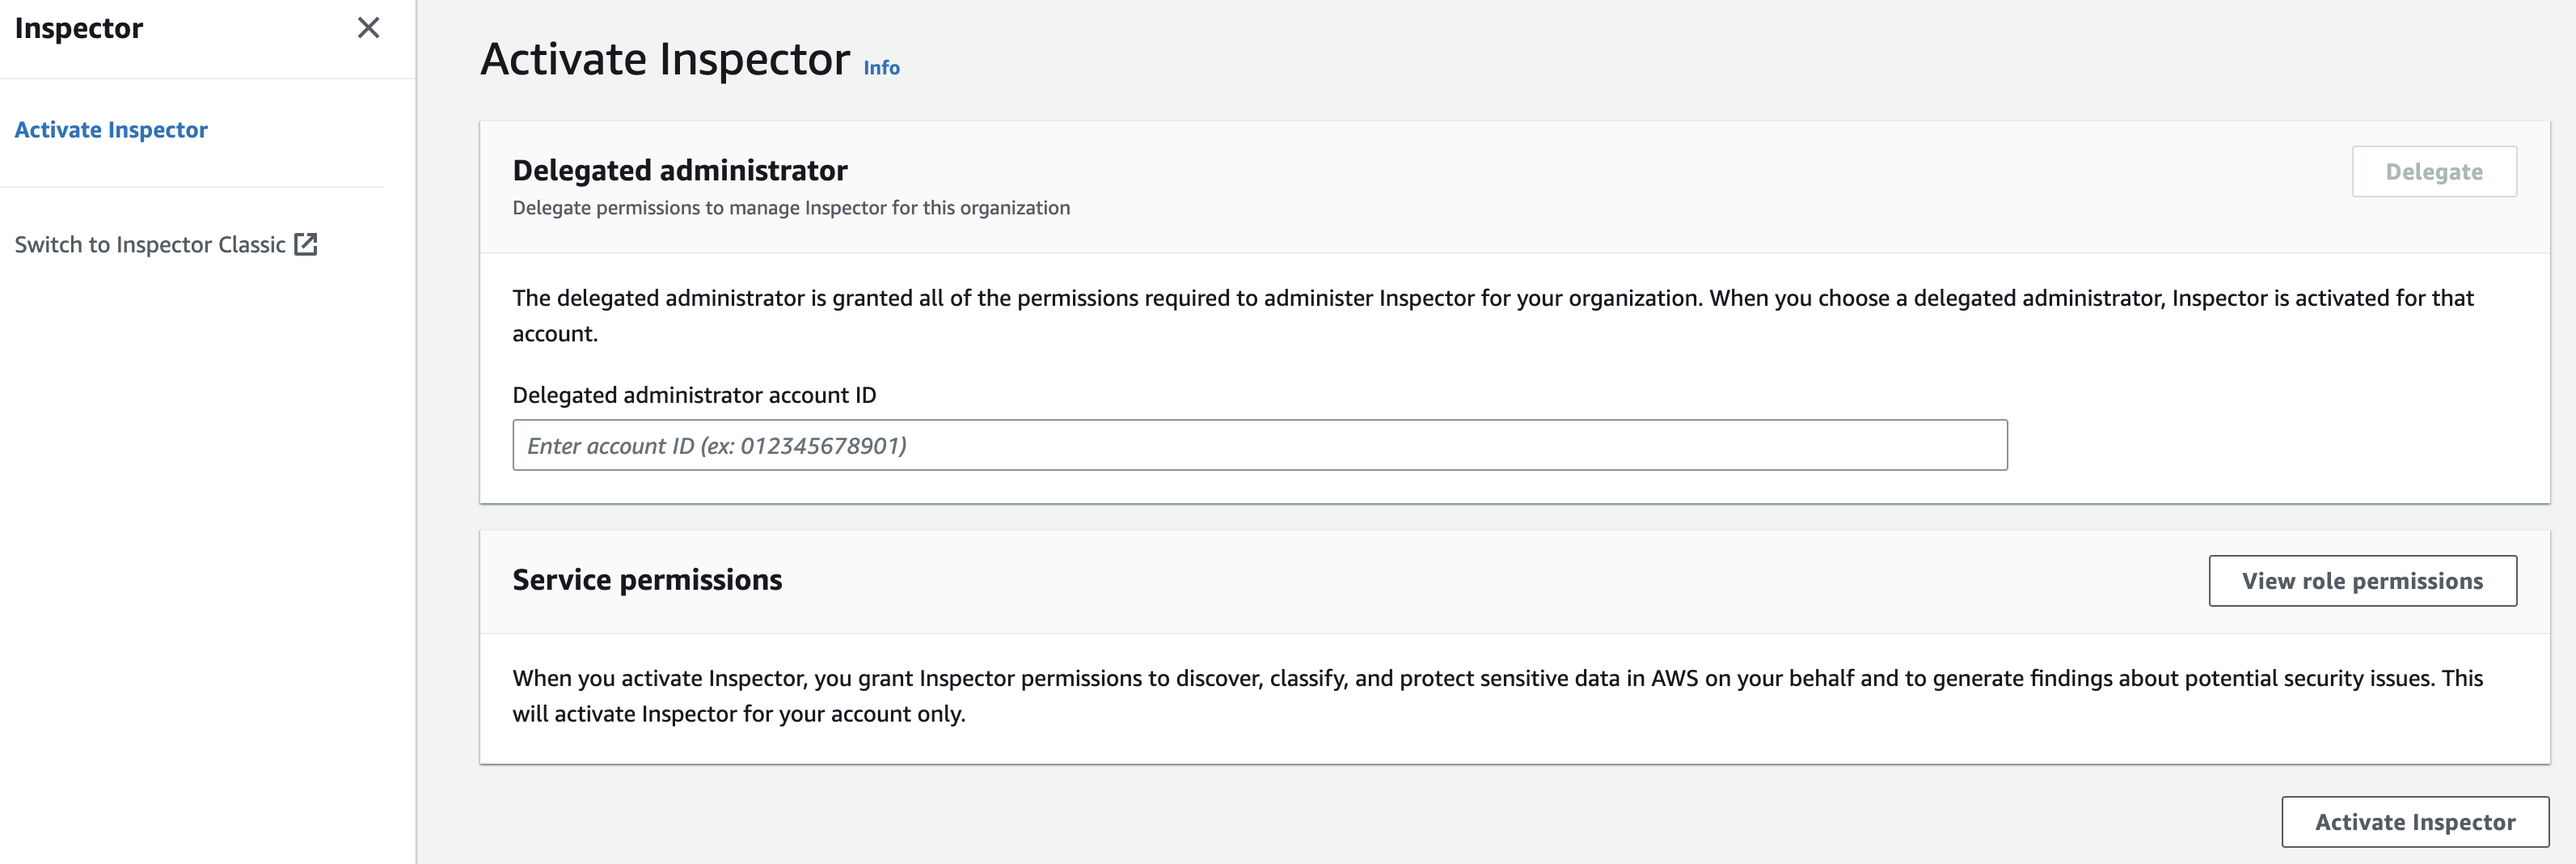 Inspector
Activate Inspector
Switch to Inspector Classic
Activate Inspector Info
Delegated administrator
Delegate permissions to manage Inspector for this organization
Delegate
The delegated administrator is granted all of the permissions required to administer Inspector for your organization. When you choose a delegated administrator, Inspector is activated for that
account.
Delegated administrator account ID
Enter account ID (ex: 012345678901)
Service permissions
View role permissions
When you activate Inspector, you grant Inspector permissions to discover, classify, and protect sensitive data in AWS on your behalf and to generate findings about potential security issues. This
will activate Inspector for your account only.
Activate Inspector